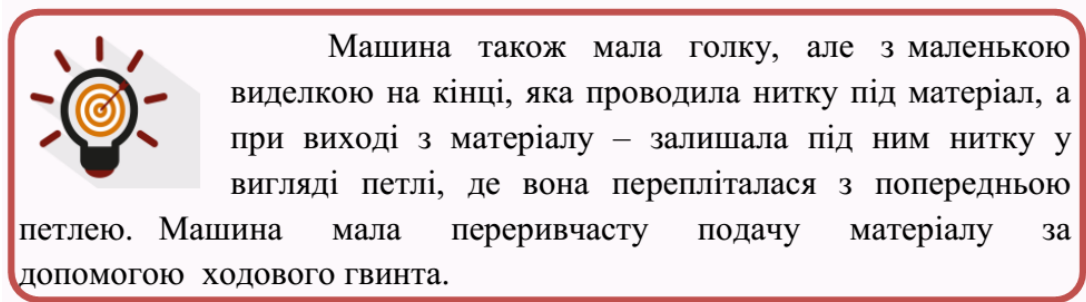 Машина також мала голку, але з маленькою
виделкою на кінці, яка проводила нитку під матеріал, а
при виході з матеріалу – залишала під ним нитку у
вигляді петлі, де вона перепліталася з попередньою
петлею. Машина мала переривчасту подачу матеріалу за
допомогою ходового гвинта.